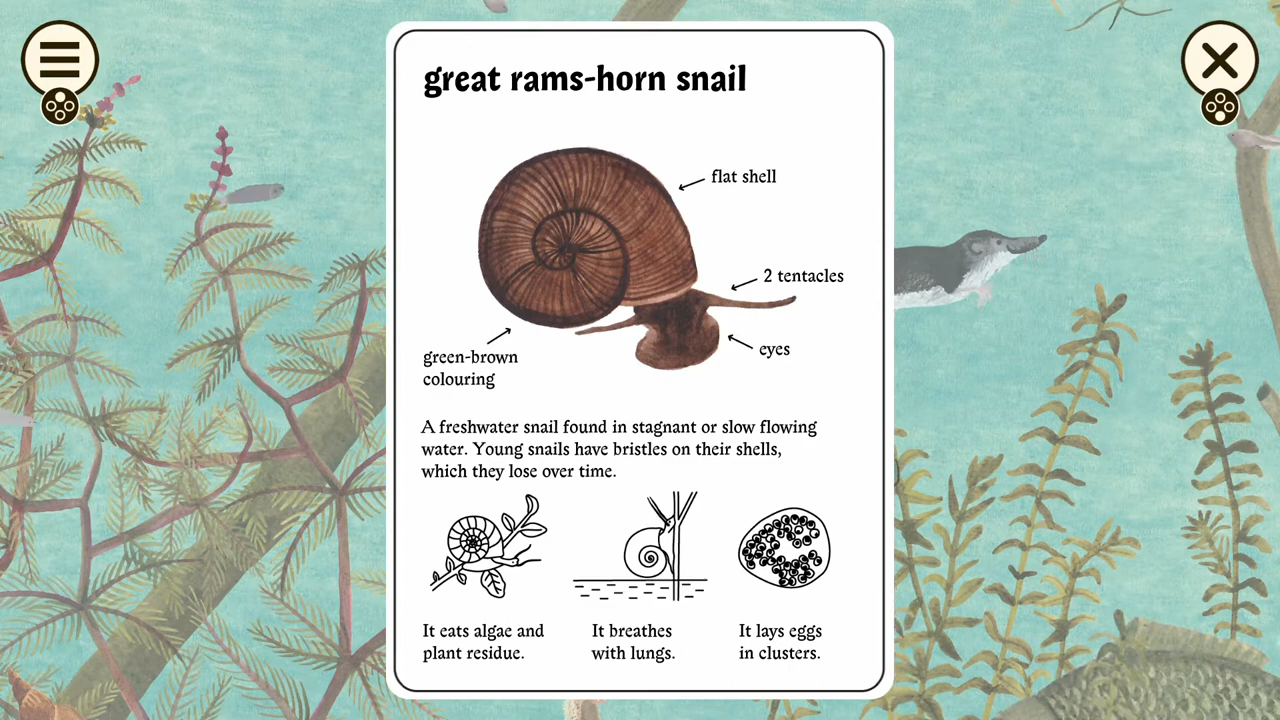 great rams-horn snail
flat shell
2 tentacles
eyes
green-brown
colouring
A freshwater snail found in stagnant or slow flowing
water. Young snails have bristles on their shells,
which they lose over time.
It eats algae and
plant residue.
It breathes
with lungs.
It lays eggs
in clusters.